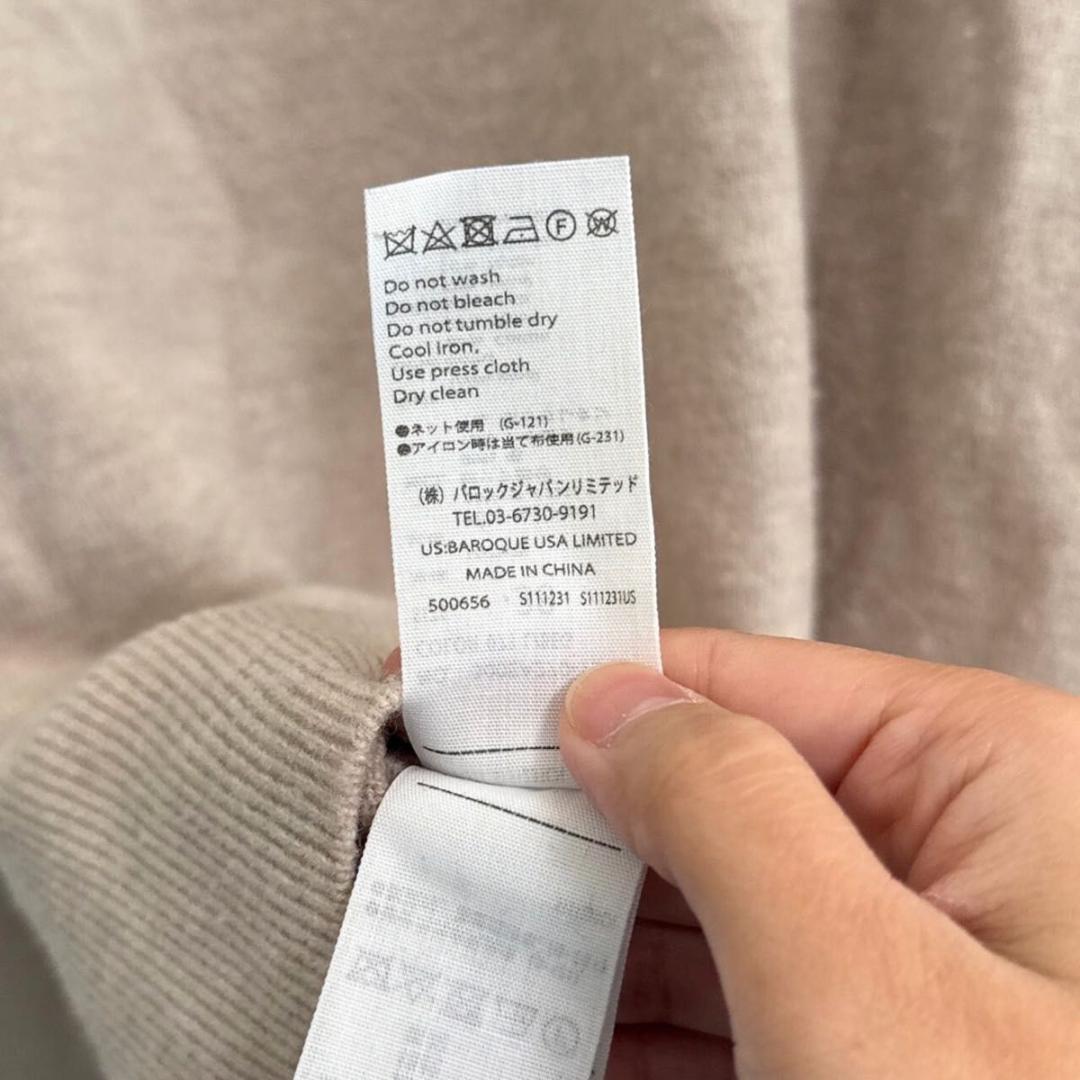 F W
Do not wash
Do not bleach
Do not tumble dry
Cool Iron,
Use press cloth
Dry clean
●ネット使用 (G-121)
●アイロン時は当て布使用(G-231)
(株) バロックジャパンリミテッド
TEL.03-6730-9191
US:BAROQUE USA LIMITED
MADE IN CHINA
500656 S111231 S111231US